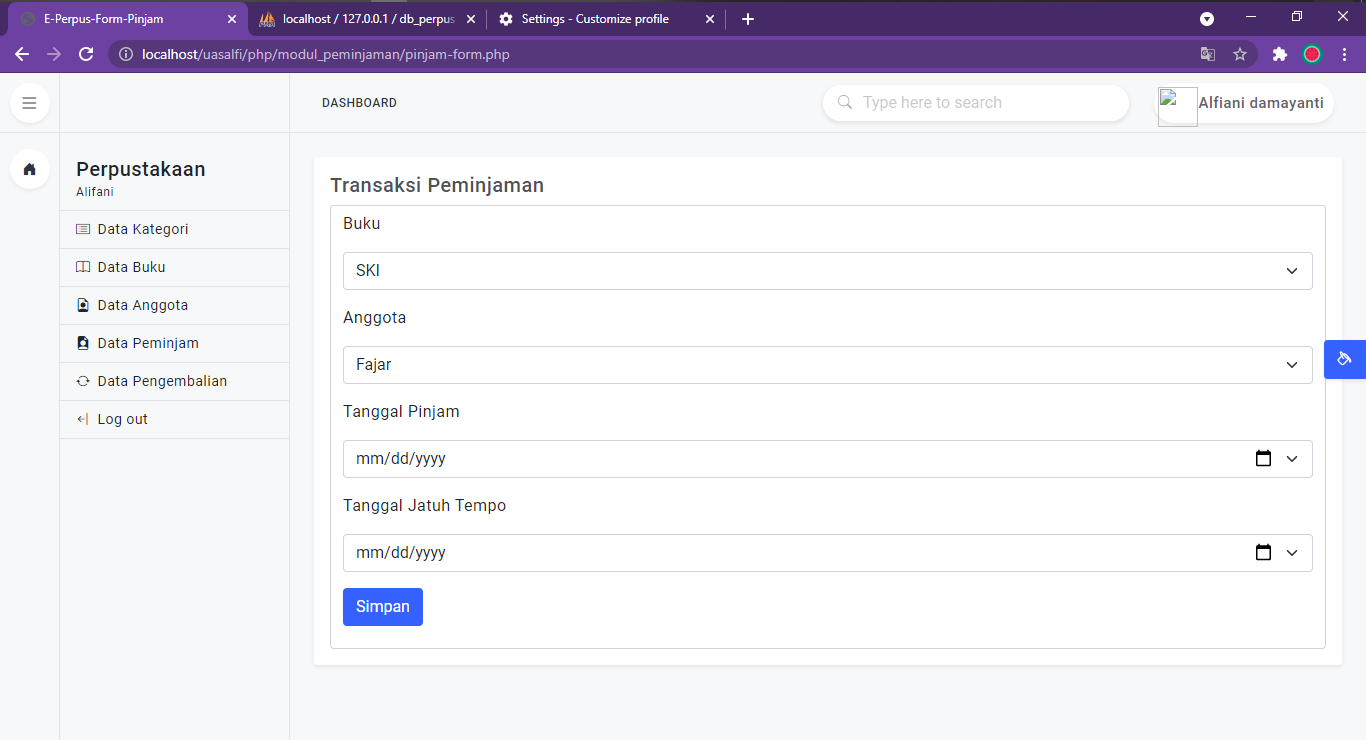 E-Perpus-Form-Pinjam
localhost / 127.0.0.1 / db_perpus
Settings - Customize profile
localhost/uasalfi/php/modul_peminjaman/pinjam-form.php
DASHBOARD
Type here to search
Alfiani damayanti
Perpustakaan
Alifani
Data Kategori
Data Buku
Data Anggota
Data Peminjam
Data Pengembalian
Log out
Transaksi Peminjaman
Buku
SKI
Anggota
Fajar
Tanggal Pinjam
mm/dd/yyyy
Tanggal Jatuh Tempo
mm/dd/yyyy
Simpan